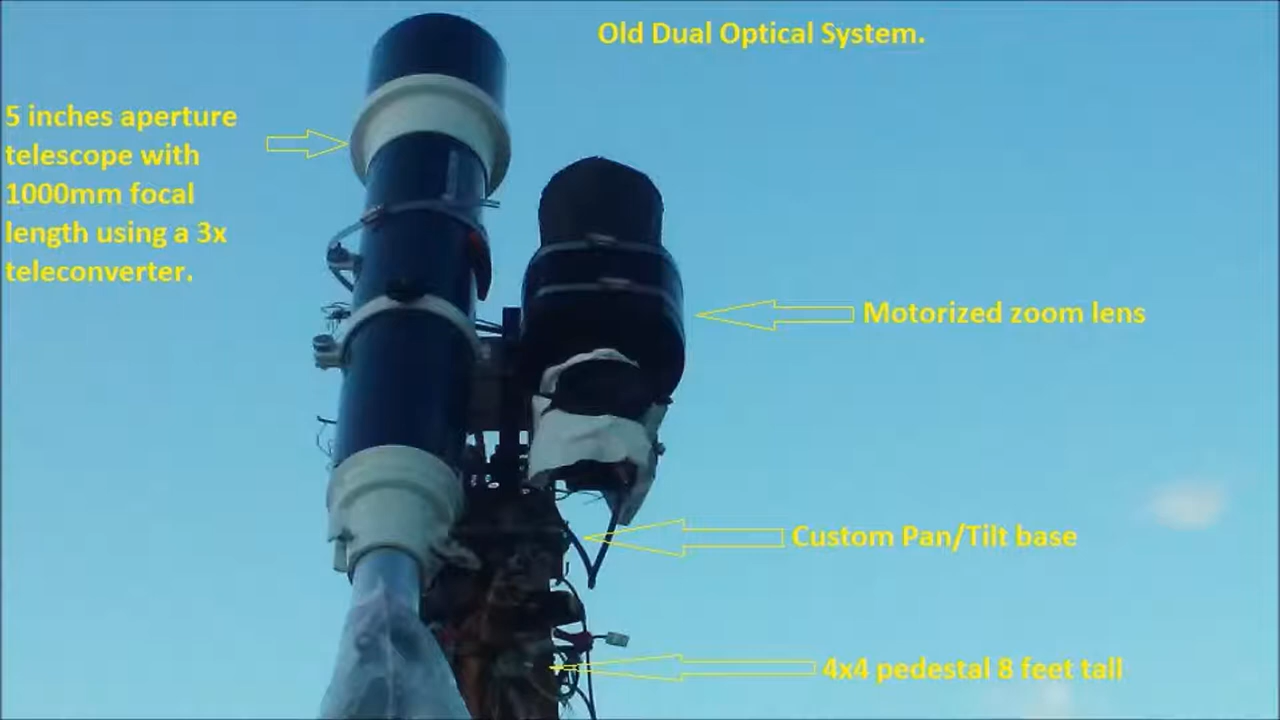 Old Dual Optical System.
5 inches aperture
telescope with
1000mm focal
length using a 3x
teleconverter.
Motorized zoom lens
Custom Pan/Tilt base
4x4 pedestal 8 feet tall